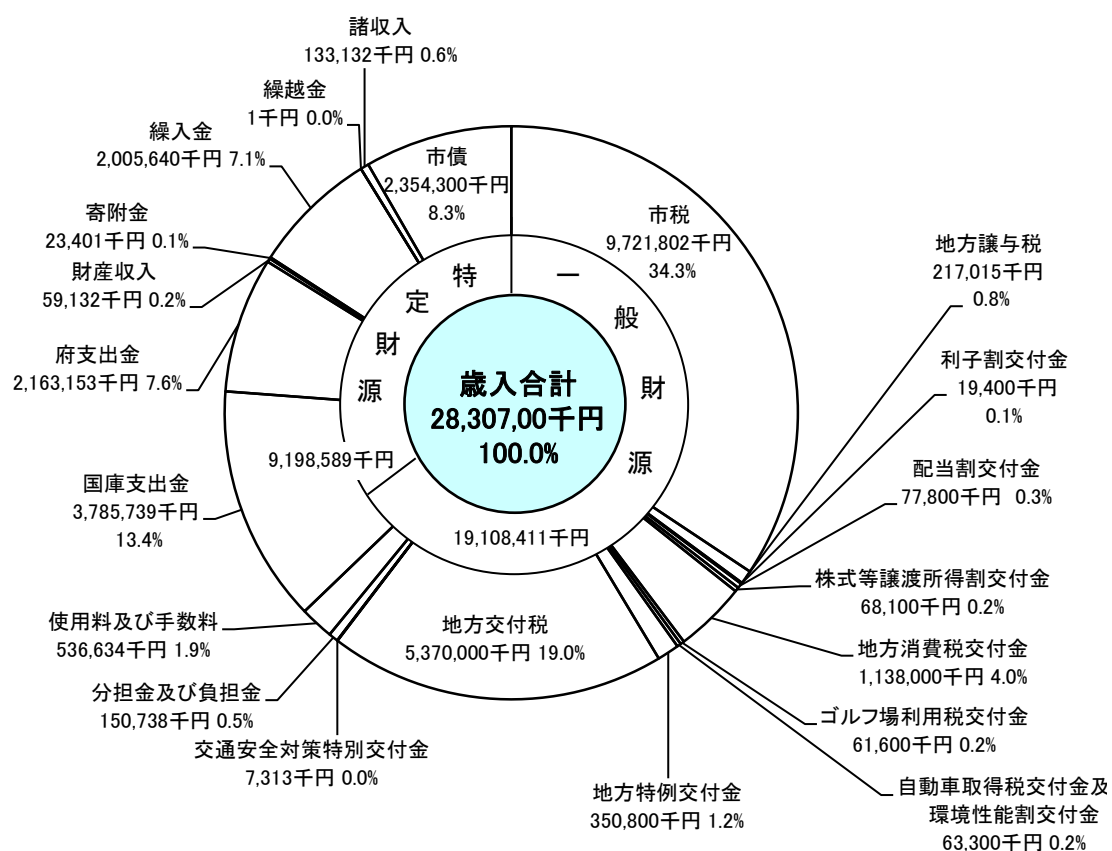 諸収入
133,132千円 0.6%
繰越金
1千円 0.0%
繰入金
2,005,640千円 7.1%
寄附金
23,401千円 0.1%
財産収入
59,132千円 0.2%
府支出金
2,163,153千円 7.6%
国庫支出金
3,785,739千円
13.4%
使用料及び手数料
536,634千円 1.9%
分担金及び負担金
150,738千円 0.5%
交通安全対策特別交付金
7,313千円 0.0%
市債
2,354,300千円
8.3%
市税
9,721,802千円
34.3%
地方譲与税
217,015千円
0.8%
利子割交付金
19,400千円
0.1%
配当割交付金
77,800千円 0.3%
株式等譲渡所得割交付金
68,100千円 0.2%
地方消費税交付金
1,138,000千円 4.0%
ゴルフ場利用税交付金
61,600千円 0.2%
自動車取得税交付金及
環境性能割交付金
63,300千円 0.2%
地方特例交付金
350,800千円 1.2%
地方交付税
5,370,000千円 19.0%
特定財源
9,198,589千円
一般財源
19,108,411千円
歳入合計
28,307,00千円
100.0%